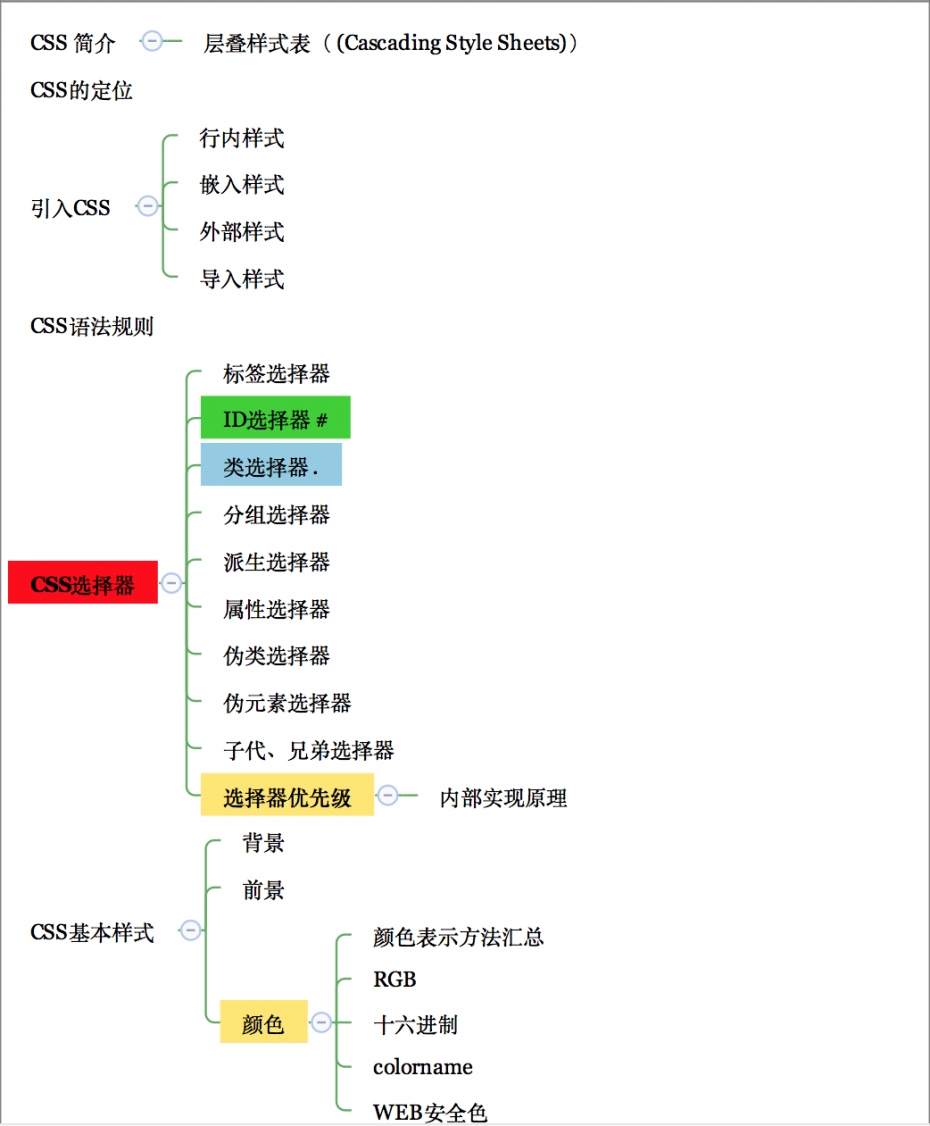 CSS 简介
层叠样式表（ (Cascading Style Sheets)）
CSS的定位
引入CSS
行内样式
嵌入样式
外部样式
导入样式
CSS语法规则
CSS选择器
标签选择器
ID选择器 #
类选择器 .
分组选择器
派生选择器
属性选择器
伪类选择器
伪元素选择器
子代、兄弟选择器
选择器优先级
内部实现原理
CSS基本样式
背景
前景
颜色
颜色表示方法汇总
RGB
十六进制
colorname
WEB安全色